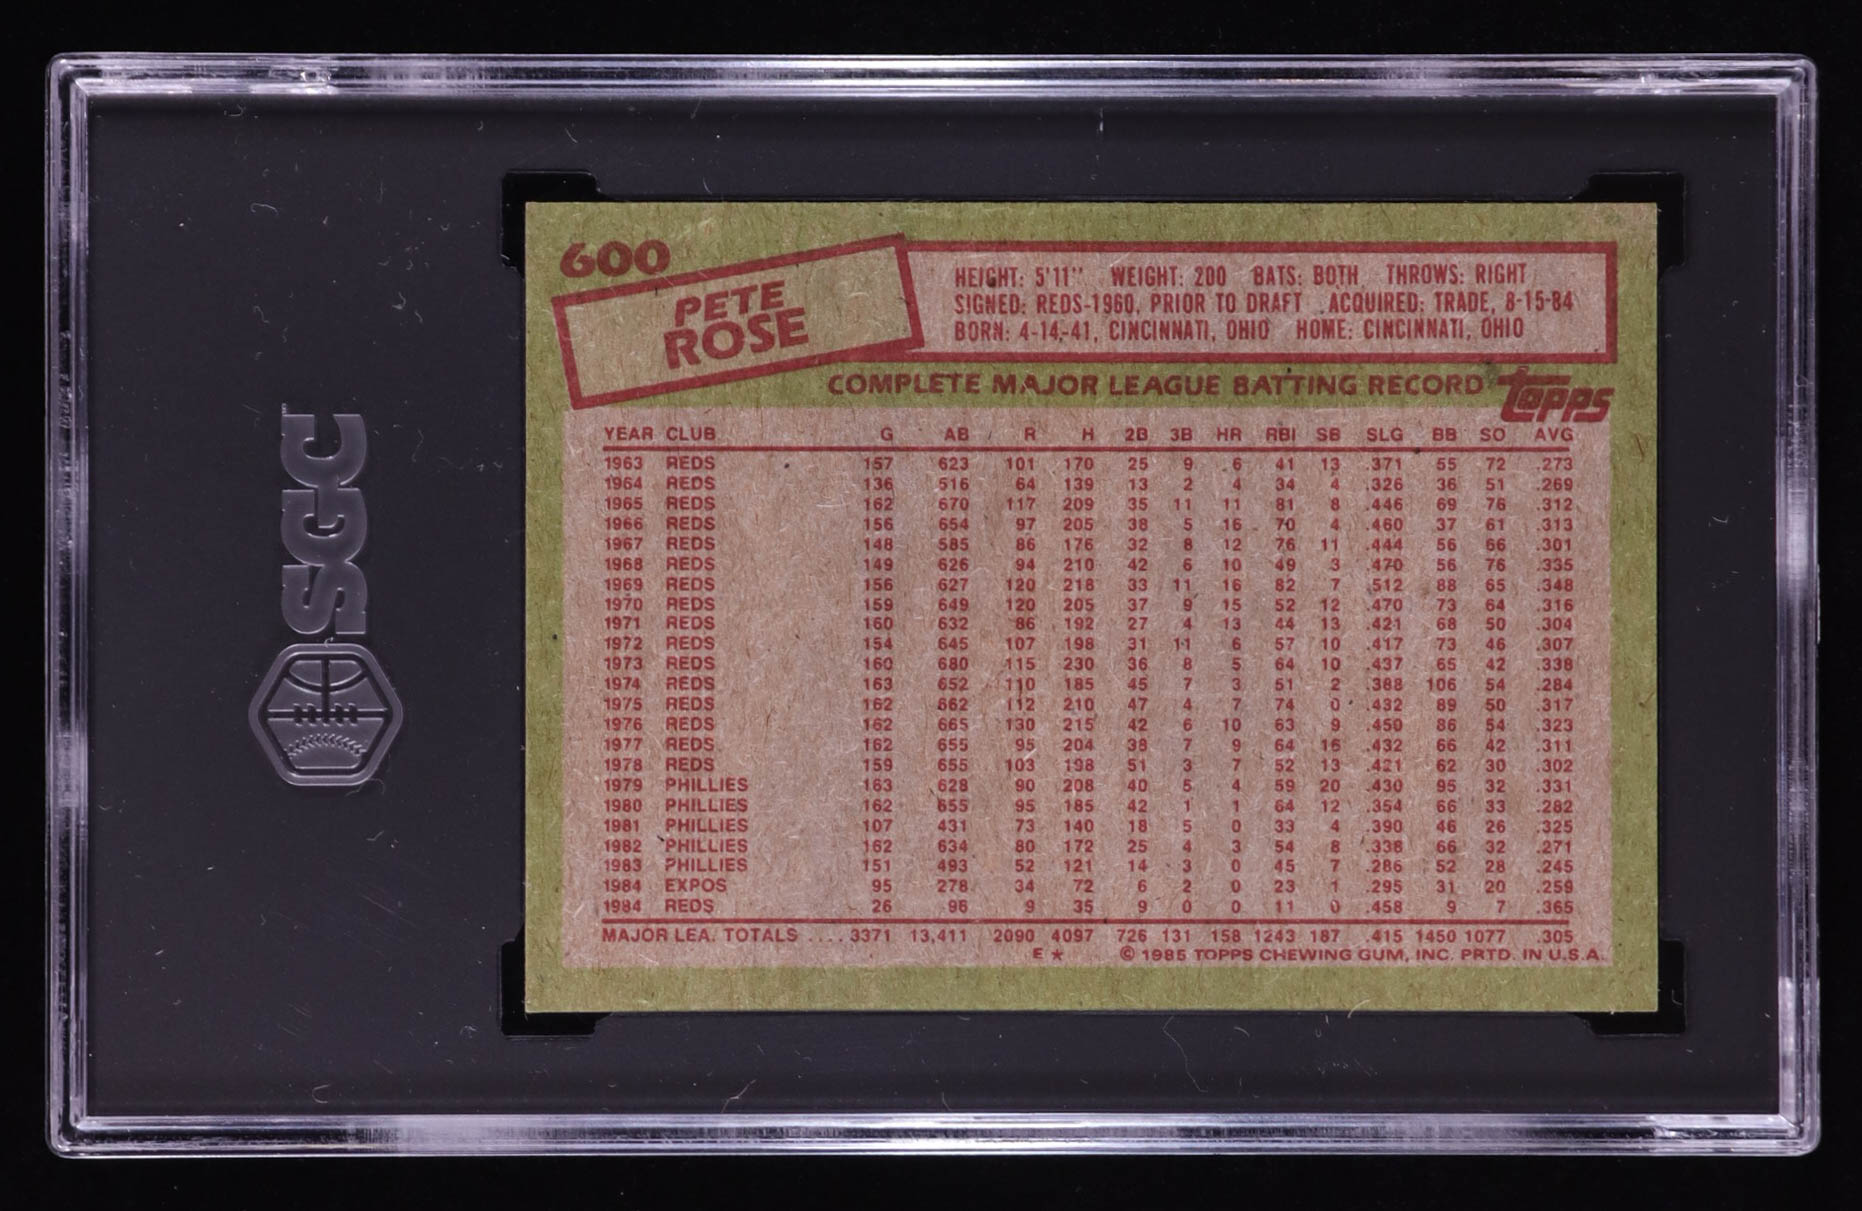 SGC
600
PETE
ROSE
HEIGHT: 5'11" WEIGHT: 200 BATS: BOTH THROWS: RIGHT
SIGNED: REDS-1960, PRIOR TO DRAFT ACQUIRED: TRADE, 8-15-84
BORN: 4-14-41, CINCINNATI, OHIO HOME: CINCINNATI, OHIO
COMPLETE MAJOR LEAGUE BATTING RECORD
topps
YEAR CLUB G AB R H 2B 3B HR RBI SB SLG BB SO AVG
1963 REDS 157 623 101 170 25 9 6 41 13 .371 55 72 .273
1964 REDS 136 516 64 139 13 2 4 34 4 .326 36 51 .269
1965 REDS 162 670 117 209 35 11 11 81 8 .446 69 76 .312
1966 REDS 156 654 97 205 38 5 16 70 4 .460 37 61 .313
1967 REDS 148 585 86 176 32 8 12 76 11 .444 56 66 .301
1968 REDS 149 626 94 210 42 6 10 49 3 .470 56 76 .335
1969 REDS 156 627 120 218 33 11 16 82 7 .512 88 65 .348
1970 REDS 159 649 120 205 37 9 15 52 12 .470 73 64 .316
1971 REDS 160 632 86 192 27 4 13 44 13 .421 68 50 .304
1972 REDS 154 645 107 198 31 11 6 57 10 .417 73 46 .307
1973 REDS 160 680 115 230 36 8 5 64 10 .437 65 42 .338
1974 REDS 163 652 110 185 45 7 3 51 2 .388 106 54 .284
1975 REDS 162 662 112 210 47 4 7 74 0 .432 89 50 .317
1976 REDS 162 665 130 215 42 6 10 63 9 .450 86 54 .323
1977 REDS 162 655 95 204 38 7 9 64 16 .432 66 42 .311
1978 REDS 159 655 103 198 51 3 7 52 13 .421 62 30 .302
1979 PHILLIES 163 628 90 208 40 5 4 59 20 .430 95 32 .331
1980 PHILLIES 162 655 95 185 42 1 1 64 12 .354 66 33 .282
1981 PHILLIES 107 431 73 140 18 5 0 33 4 .390 46 26 .325
1982 PHILLIES 162 634 80 172 25 4 3 54 8 .338 66 32 .271
1983 PHILLIES 151 493 52 121 14 3 0 45 7 .286 52 28 .245
1984 EXPOS 95 278 34 72 6 2 0 23 1 .295 31 20 .259
1984 REDS 26 96 9 35 9 0 0 11 0 .458 9 7 .365
MAJOR LEA. TOTALS .... 3371 13,411 2090 4097 726 131 158 1243 187 .415 1450 1077 .305
E ★ © 1985 TOPPS CHEWING GUM, INC. PRTD. IN U.S.A.